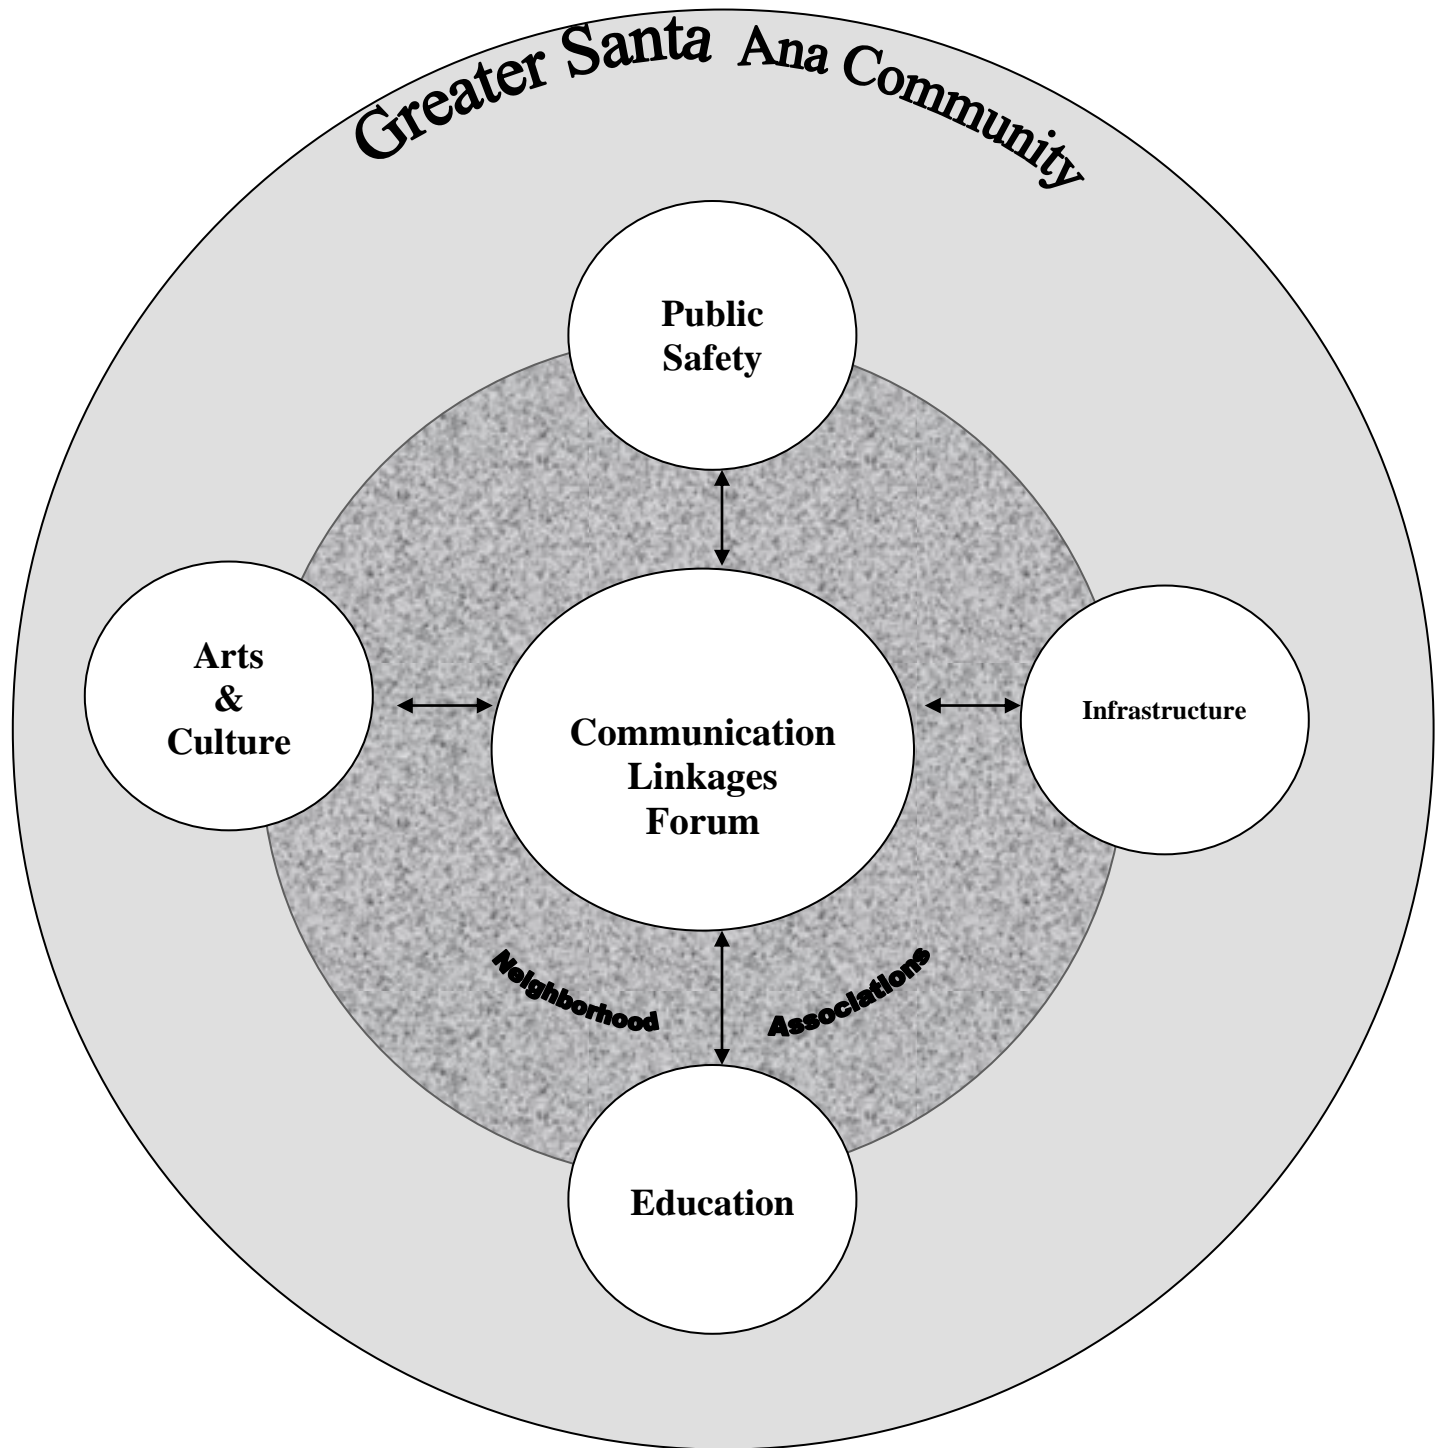 Greater Santa Ana Community
Public
Safety
Arts
&
Culture
Infrastructure
Communication
Linkages
Forum
Neighborhood Associations
Education